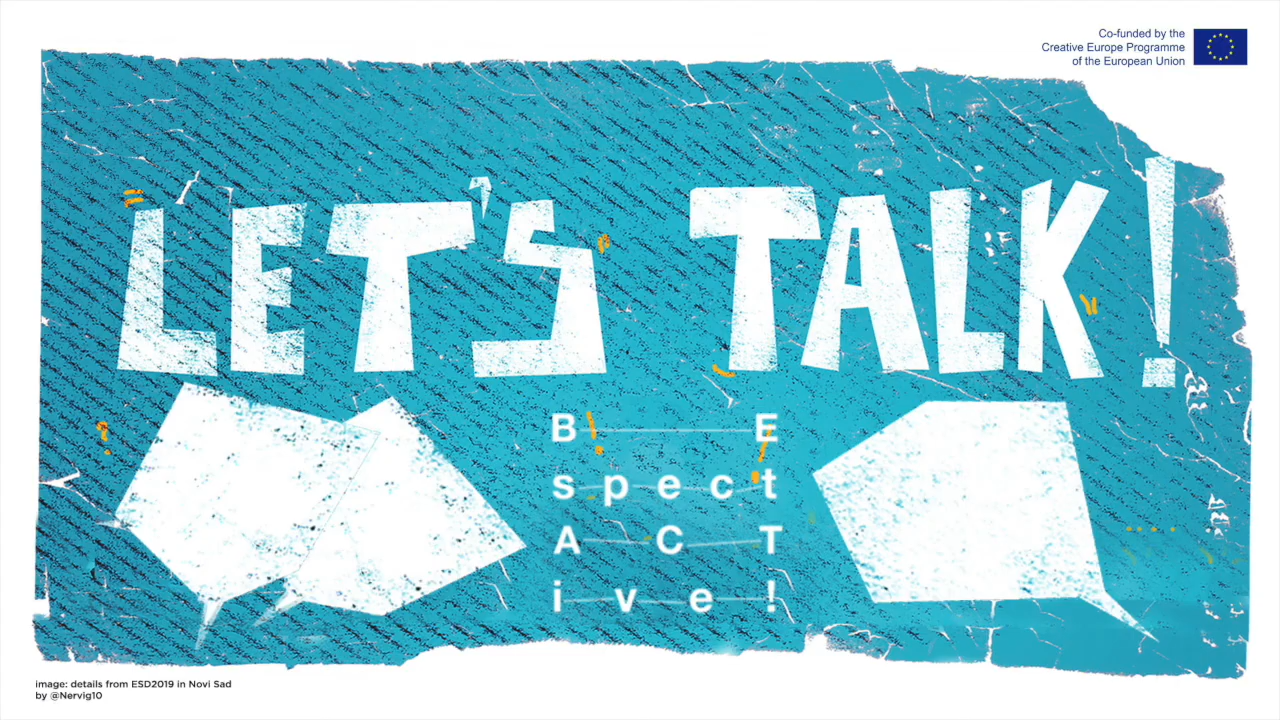 Co-funded by the
Creative Europe Programme
of the European Union
LET'S TALK!
B E
s p e c t
A C T
i v e !
image: details from ESD2019 in Novi Sad
by @Nervig10